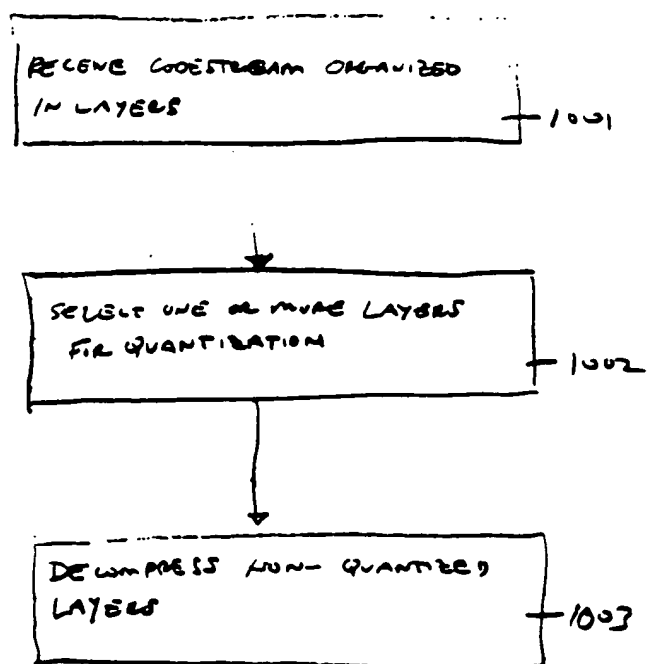 RECEIVE CODESTREAM ORGANIZED
IN LAYERS
1001
SELECT ONE OR MORE LAYERS
FOR QUANTIZATION
1002
DECOMPRESS NON-QUANTIZED
LAYERS
1003